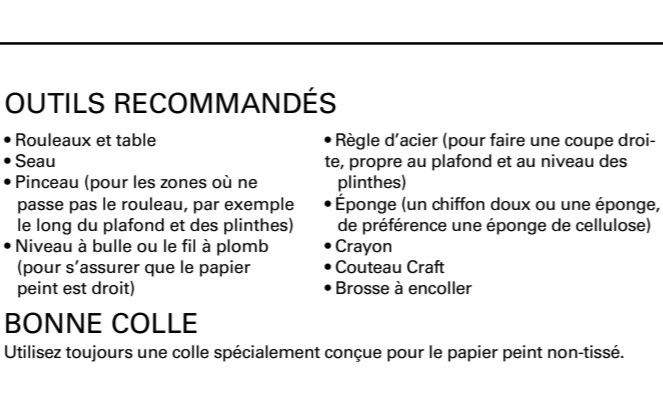 OUTILS RECOMMANDÉS
• Rouleaux et table
• Seau
• Pinceau (pour les zones où ne
passe pas le rouleau, par exemple
le long du plafond et des plinthes)
• Niveau à bulle ou le fil à plomb
(pour s’assurer que le papier
peint est droit)
• Règle d’acier (pour faire une coupe droi-
te, propre au plafond et au niveau des
plinthes)
• Éponge (un chiffon doux ou une éponge,
de préférence une éponge de cellulose)
• Crayon
• Couteau Craft
• Brosse à encoller
BONNE COLLE
Utilisez toujours une colle spécialement conçue pour le papier peint non-tissé.